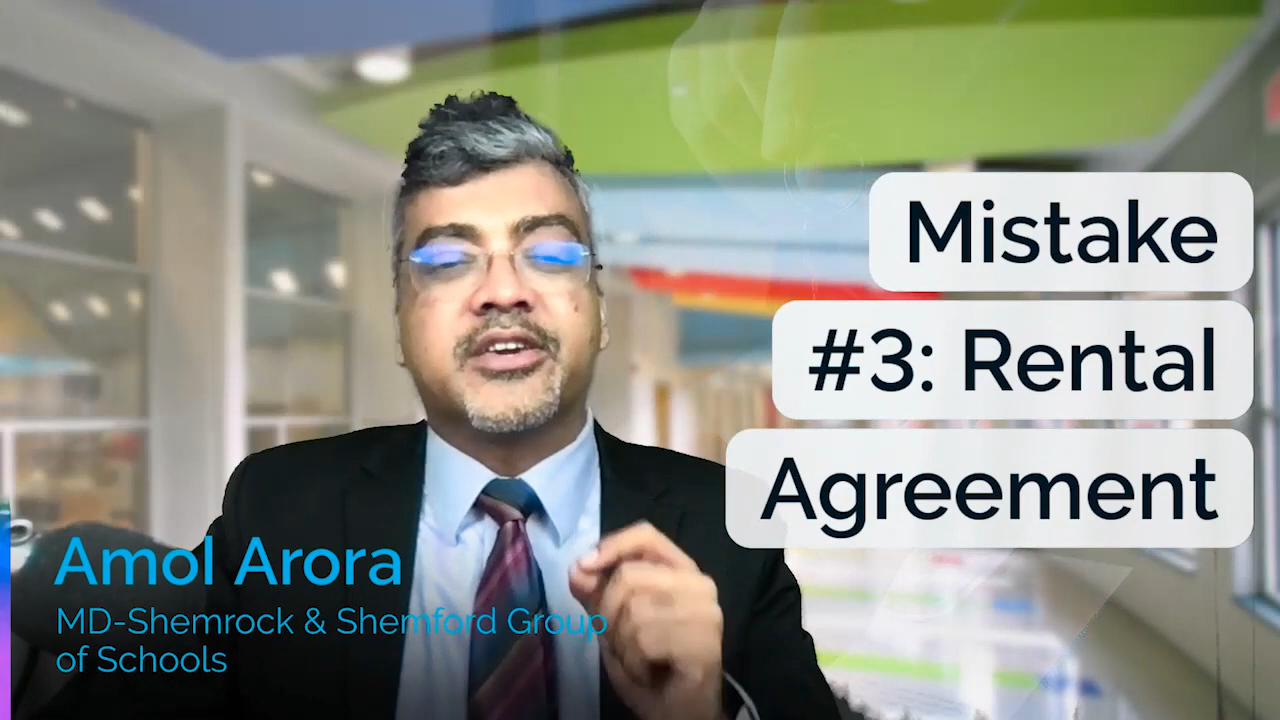 Mistake
#3: Rental
Agreement
Amol Arora
MD-Shemrock & Shemford Group
of Schools